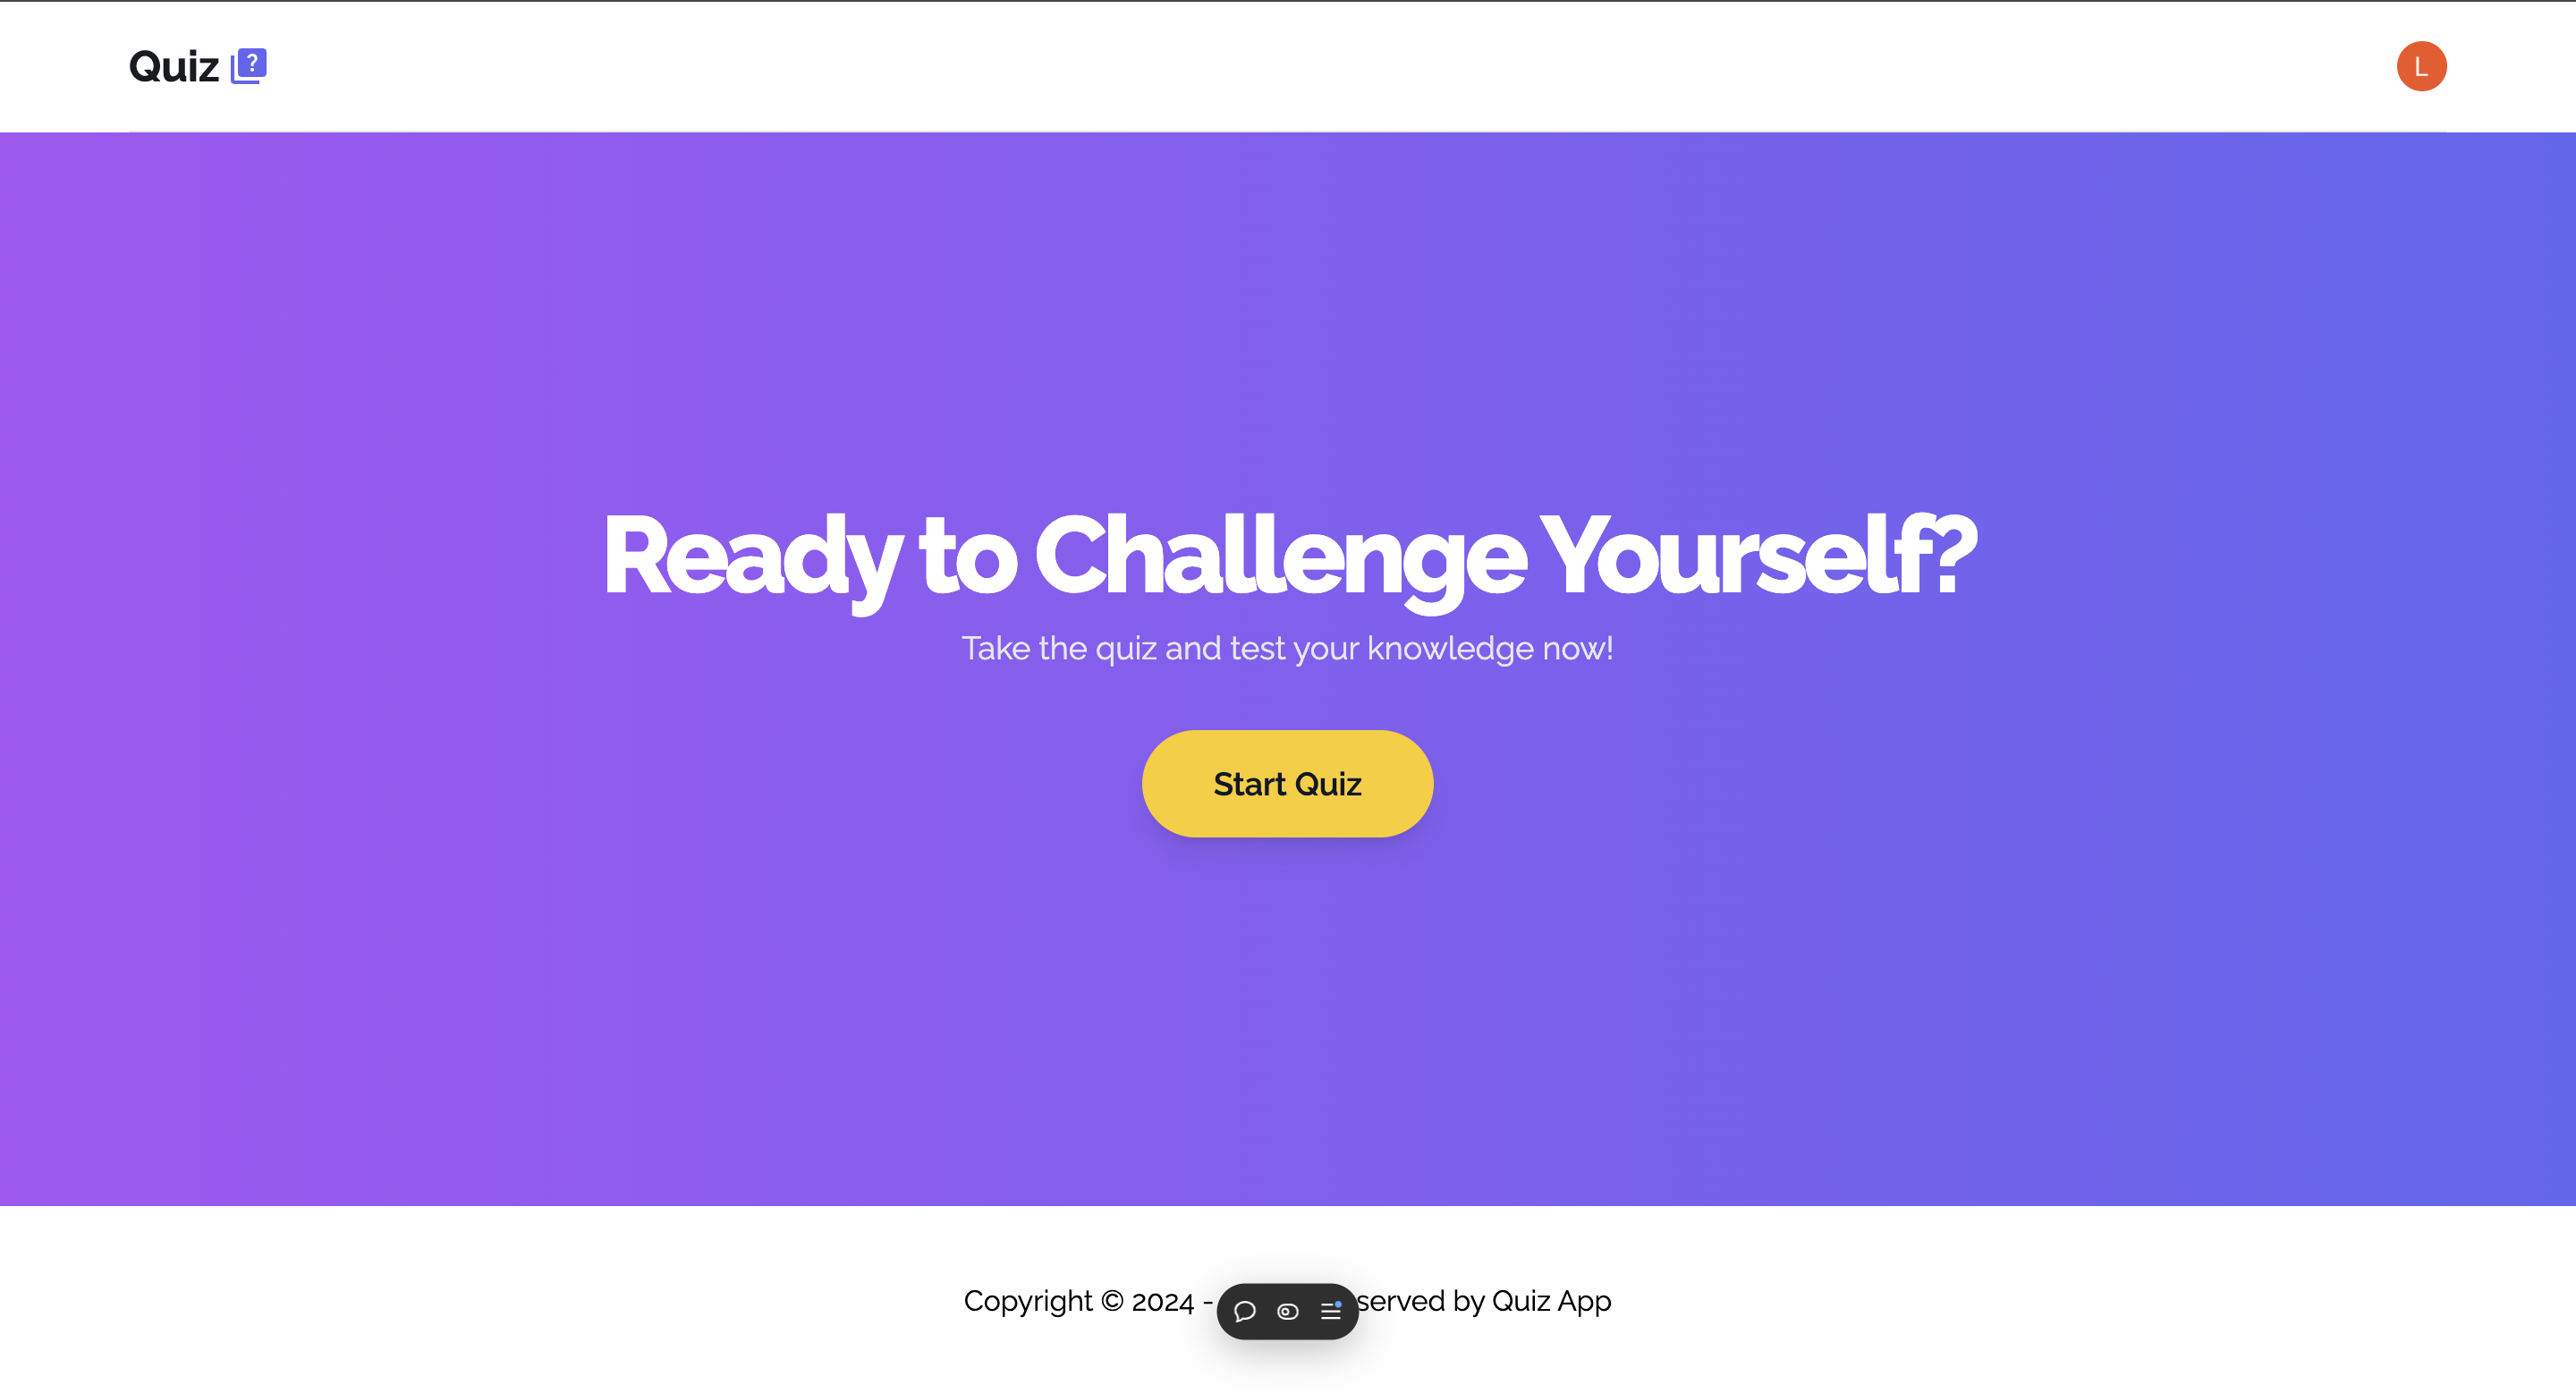 Quiz ?
L
Ready to Challenge Yourself?
Take the quiz and test your knowledge now!
Start Quiz
Copyright © 2024 - served by Quiz App